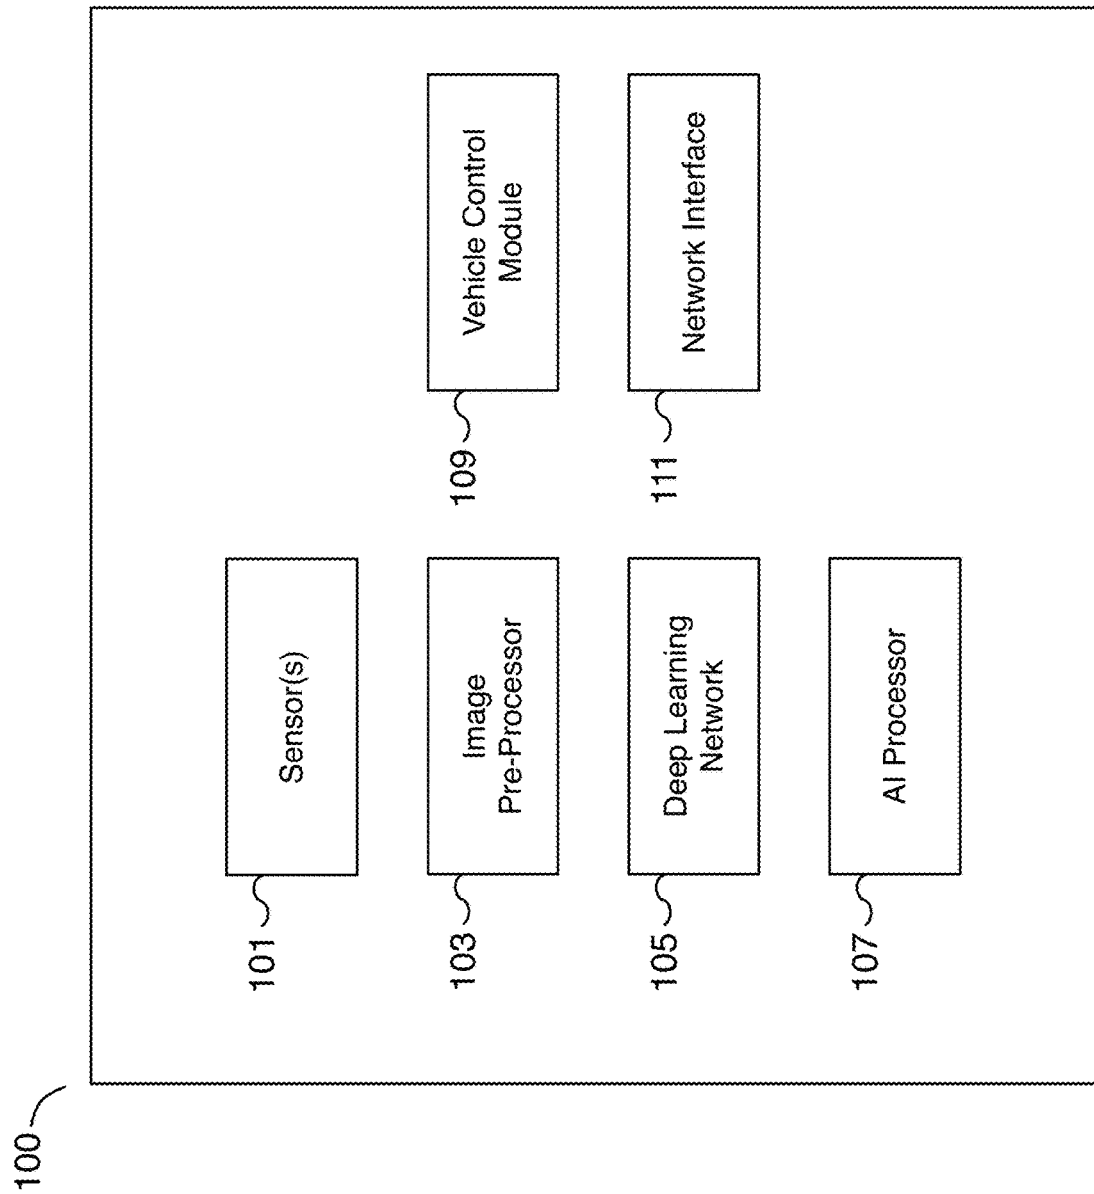 100
101
Sensor(s)
103
Image
Pre-Processor
105
Deep Learning
Network
107
AI Processor
109
Vehicle Control
Module
111
Network Interface